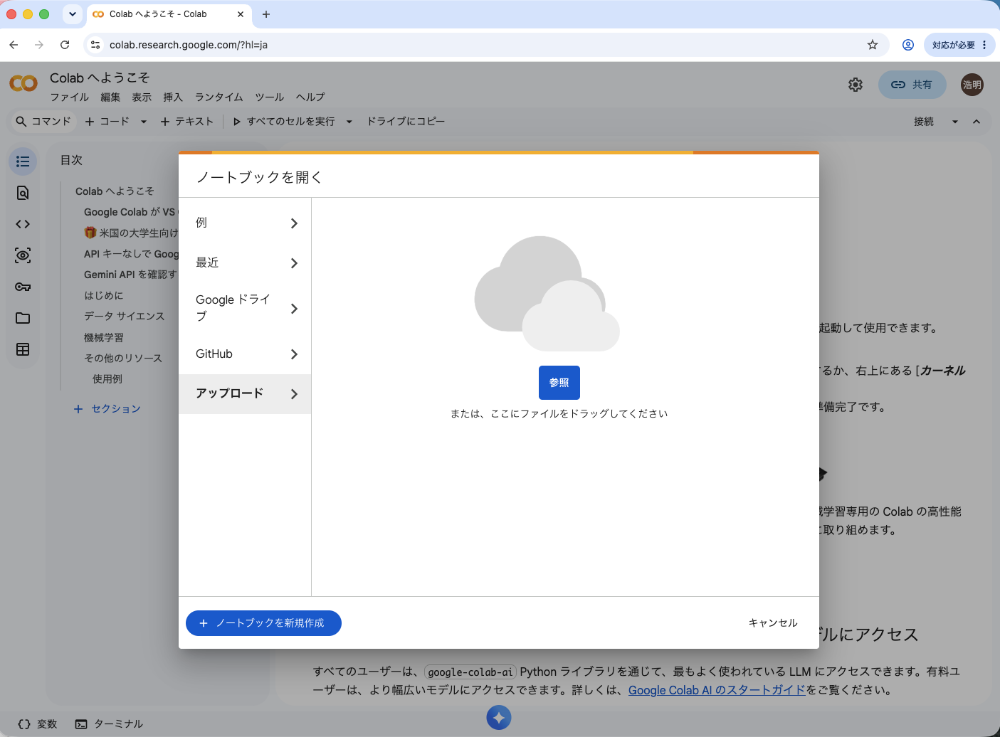 Colab へようこそ - Colab
colab.research.google.com/?hl=ja
対応が必要
Colab へようこそ
ファイル 編集 表示 挿入 ランタイム ツール ヘルプ
共有
浩明
コマンド + コード + テキスト すべてのセルを実行 ドライブにコピー
接続
目次
Colab へようこそ
Google Colab が VS
米国の大学生向け
API キーなしで Goog
Gemini API を確認す
はじめに
データ サイエンス
機械学習
その他のリソース
使用例
+ セクション
ノートブックを開く
例
最近
Google ドライ
ブ
GitHub
アップロード
参照
または、ここにファイルをドラッグしてください
+ ノートブックを新規作成
キャンセル
起動して使用できます。
るか、右上にある [カーネル
準備完了です。
械学習専用の Colab の高性能
に取り組めます。
デルにアクセス
すべてのユーザーは、google-colab-ai Python ライブラリを通じて、最もよく使われている LLM にアクセスできます。有料ユ
ーザーは、より幅広いモデルにアクセスできます。詳しくは、Google Colab AI のスタートガイドをご覧ください。
変数 ターミナル